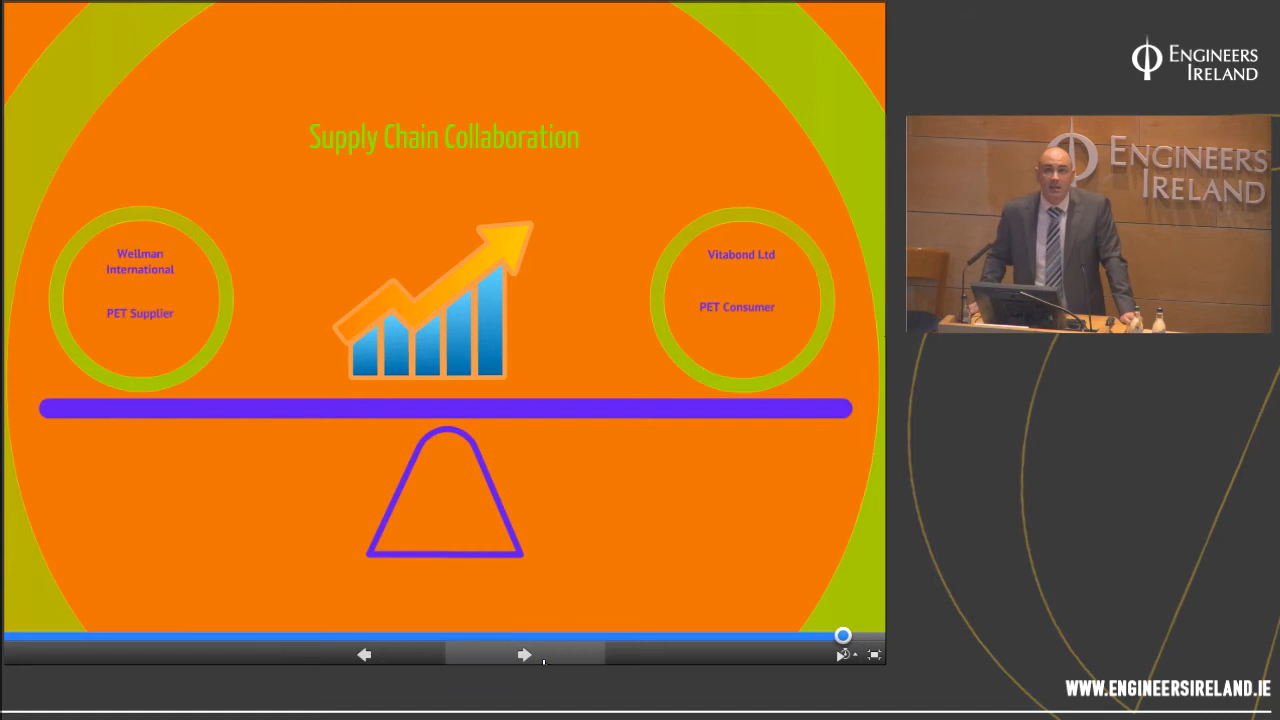 Supply Chain Collaboration
Wellman
International
PET Supplier
Vitabond Ltd
PET Consumer
ENGINEERS
IRELAND
ENGINEERS
IRELAND
WWW.ENGINEERSIRELAND.IE